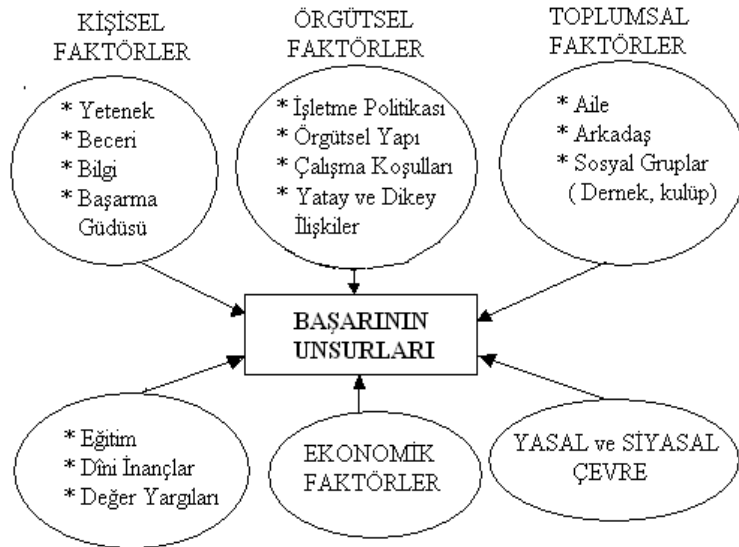 KİŞİSEL
FAKTÖRLER
* Yetenek
* Beceri
* Bilgi
* Başarma
Güdüsü
ÖRGÜTSEL
FAKTÖRLER
* İşletme Politikası
* Örgütsel Yapı
* Çalışma Koşulları
* Yatay ve Dikey
İlişkiler
TOPLUMSAL
FAKTÖRLER
* Aile
* Arkadaş
* Sosyal Gruplar
( Dernek, kulüp)
BAŞARININ
UNSURLARI
* Eğitim
* Dîni İnançlar
* Değer Yargıları
EKONOMİK
FAKTÖRLER
YASAL ve SİYASAL
ÇEVRE